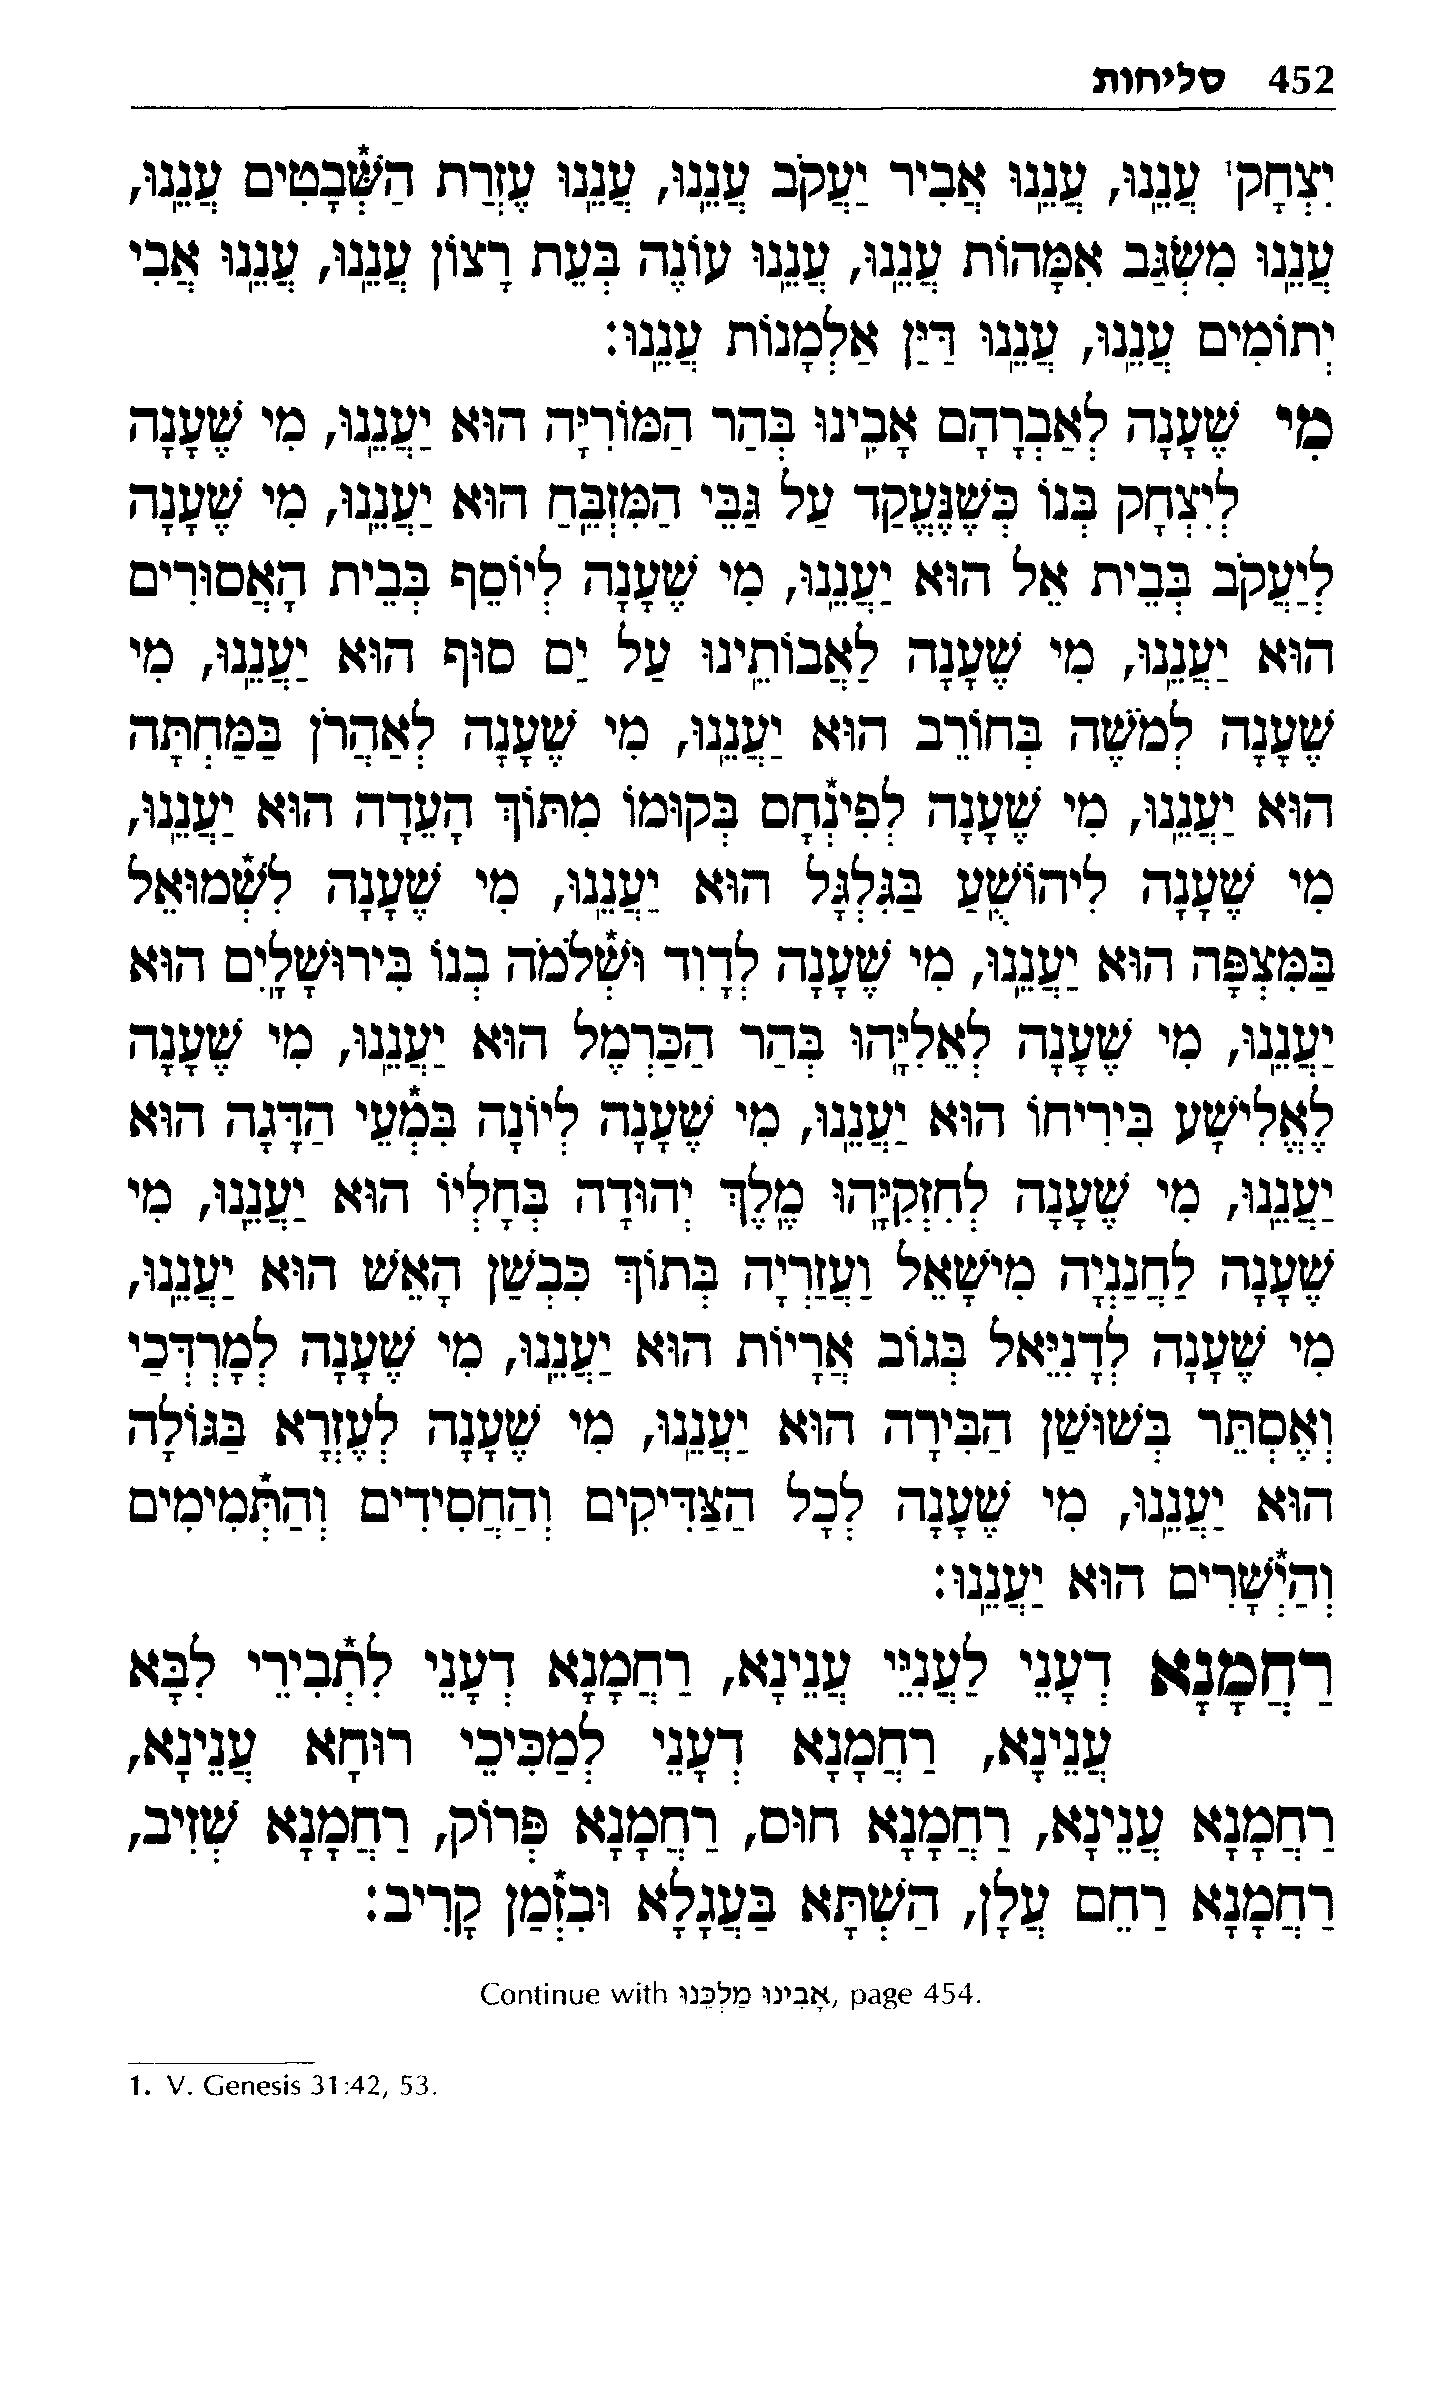 452 סליחות
יִצְחָק¹ עֲנֵֽנוּ, עֲנֵֽנוּ אֲבִיר יַעֲקֹב עֲנֵֽנוּ, עֲנֵֽנוּ עֶזְרַת הַשְּׁ*בָטִים עֲנֵֽנוּ,
עֲנֵֽנוּ מִשְׂגַּב אִמָּהוֹת עֲנֵֽנוּ, עֲנֵֽנוּ עוֹנֶה בְּעֵת רָצוֹן עֲנֵֽנוּ, עֲנֵֽנוּ אֲבִי
יְתוֹמִים עֲנֵֽנוּ, עֲנֵֽנוּ דַּיַּן אַלְמָנוֹת עֲנֵֽנוּ:
מִי שֶׁעָנָה לְאַבְרָהָם אָבִֽינוּ בְּהַר הַמּוֹרִיָּה הוּא יַעֲנֵֽנוּ, מִי שֶׁעָנָה
לְיִצְחָק בְּנוֹ כְּשֶׁנֶּעֱקַד עַל גַּבֵּי הַמִּזְבֵּֽחַ הוּא יַעֲנֵֽנוּ, מִי שֶׁעָנָה
לְיַעֲקֹב בְּבֵית אֵל הוּא יַעֲנֵֽנוּ, מִי שֶׁעָנָה לְיוֹסֵף בְּבֵית הָאֲסוּרִים
הוּא יַעֲנֵֽנוּ, מִי שֶׁעָנָה לַאֲבוֹתֵֽינוּ עַל יַם סוּף הוּא יַעֲנֵֽנוּ, מִי
שֶׁעָנָה לְמֹשֶׁה בְּחוֹרֵב הוּא יַעֲנֵֽנוּ, מִי שֶׁעָנָה לְאַהֲרֹן בַּמַּחְתָּה
הוּא יַעֲנֵֽנוּ, מִי שֶׁעָנָה לְפִינְ*חָס בְּקוּמוֹ מִתּוֹךְ הָעֵדָה הוּא יַעֲנֵֽנוּ,
מִי שֶׁעָנָה לִיהוֹשֻֽׁעַ בַּגִּלְגָּל הוּא יַעֲנֵֽנוּ, מִי שֶׁעָנָה לִשְׁ*מוּאֵל
בַּמִּצְפָּה הוּא יַעֲנֵֽנוּ, מִי שֶׁעָנָה לְדָוִד וּשְׁ*לֹמֹה בְנוֹ בִּירוּשָׁלָֽיִם הוּא
יַעֲנֵֽנוּ, מִי שֶׁעָנָה לְאֵלִיָּֽהוּ בְּהַר הַכַּרְמֶל הוּא יַעֲנֵֽנוּ, מִי שֶׁעָנָה
לֶאֱלִישָׁע בִּירִיחוֹ הוּא יַעֲנֵֽנוּ, מִי שֶׁעָנָה לְיוֹנָה בִּמְ*עֵי הַדָּגָה הוּא
יַעֲנֵֽנוּ, מִי שֶׁעָנָה לְחִזְקִיָּֽהוּ מֶֽלֶךְ יְהוּדָה בְּחָלְיוֹ הוּא יַעֲנֵֽנוּ, מִי
שֶׁעָנָה לַחֲנַנְיָה מִישָׁאֵל וַעֲזַרְיָה בְּתוֹךְ כִּבְשַׁן הָאֵשׁ הוּא יַעֲנֵֽנוּ,
מִי שֶׁעָנָה לְדָנִיֵּאל בְּגוֹב אֲרָיוֹת הוּא יַעֲנֵֽנוּ, מִי שֶׁעָנָה לְמָרְדְּכַי
וְאֶסְתֵּר בְּשׁוּשַׁן הַבִּירָה הוּא יַעֲנֵֽנוּ, מִי שֶׁעָנָה לְעֶזְרָא בַּגּוֹלָה
הוּא יַעֲנֵֽנוּ, מִי שֶׁעָנָה לְכָל הַצַּדִּיקִים וְהַחֲסִידִים וְהַתְּ*מִימִים
וְהַיְ*שָׁרִים הוּא יַעֲנֵֽנוּ:
רַחֲמָנָא דְעָנֵי לַעֲנִיֵּי עֲנֵינָא, רַחֲמָנָא דְעָנֵי לִתְ*בִירֵי לִבָּא
עֲנֵינָא, רַחֲמָנָא דְעָנֵי לְמַכִּיכֵי רוּחָא עֲנֵינָא,
רַחֲמָנָא עֲנֵינָא, רַחֲמָנָא חוּס, רַחֲמָנָא פְּרוֹק, רַחֲמָנָא שְׁזִיב,
רַחֲמָנָא רַחֵם עֲלָן, הַשְׁתָּא בַּעֲגָלָא וּבִזְ*מַן קָרִיב:
Continue with אָבִינוּ מַלְכֵּנוּ, page 454.
1. V. Genesis 31:42, 53.